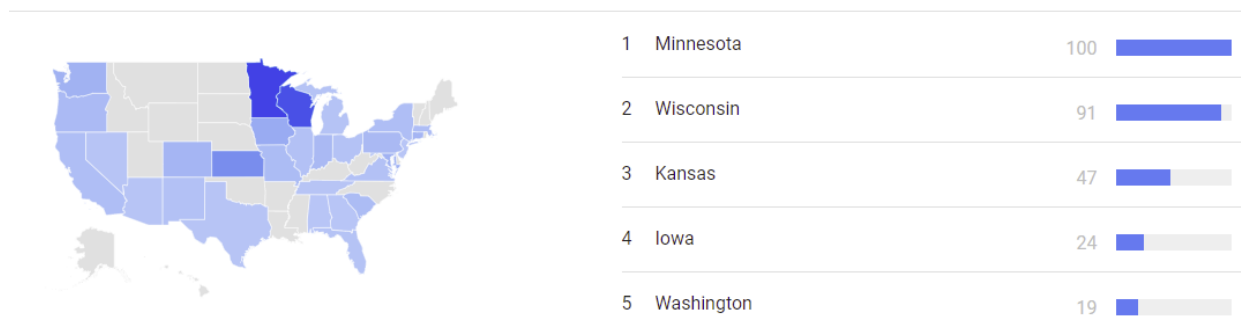 1 Minnesota 100
2 Wisconsin 91
3 Kansas 47
4 Iowa 24
5 Washington 19